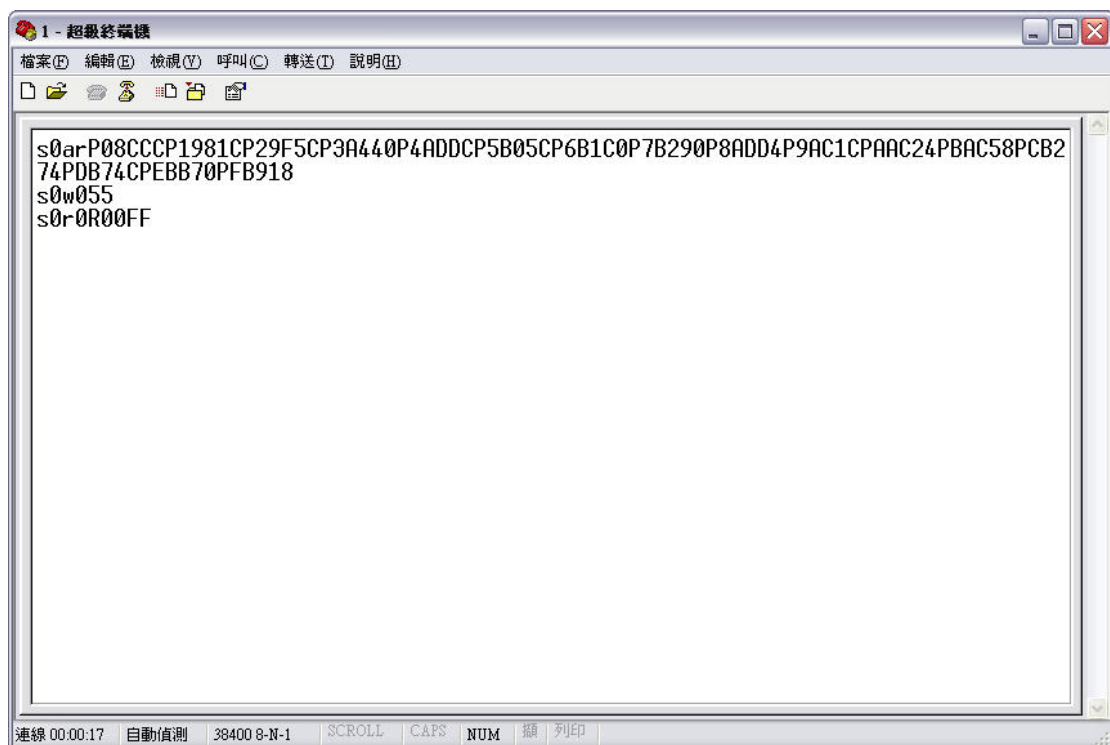 1 - 超級終端機
檔案(F) 編輯(E) 檢視(V) 呼叫(C) 轉送(T) 說明(H)
s0arP08CCCP1981CP29F5CP3A440P4ADDCP5B05CP6B1C0P7B290P8ADD4P9AC1CPAAC24PBAC58PCB2
74PDB74CPEBB70PFB918
s0w055
s0r0R00FF
連線 00:00:17 自動偵測 38400 8-N-1 SCROLL CAPS NUM 擷 列印